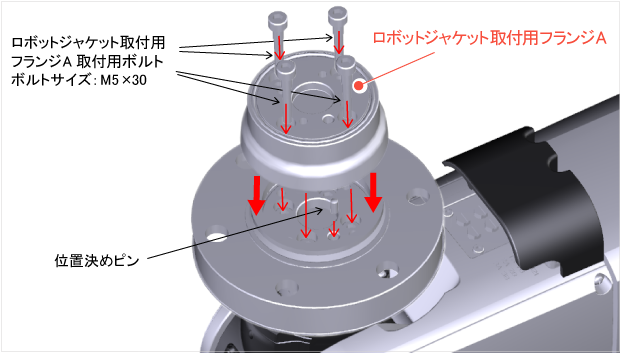 ロボットジャケット取付用
フランジA 取付用ボルト
ボルトサイズ：M5×30
ロボットジャケット取付用フランジA
位置決めピン